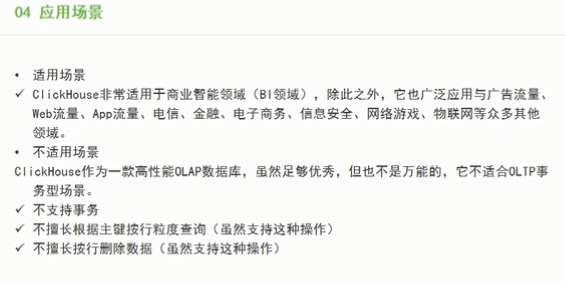 04 应用场景
• 适用场景
✓ ClickHouse非常适用于商业智能领域（BI领域），除此之外，它也广泛应用与广告流量、
Web流量、App流量、电信、金融、电子商务、信息安全、网络游戏、物联网等众多其他
领域。
• 不适用场景
ClickHouse作为一款高性能OLAP数据库，虽然足够优秀，但也不是万能的，它不适合OLTP事
务型场景。
✓ 不支持事务
✓ 不擅长根据主键按行粒度查询（虽然支持这种操作）
✓ 不擅长按行删除数据（虽然支持这种操作）